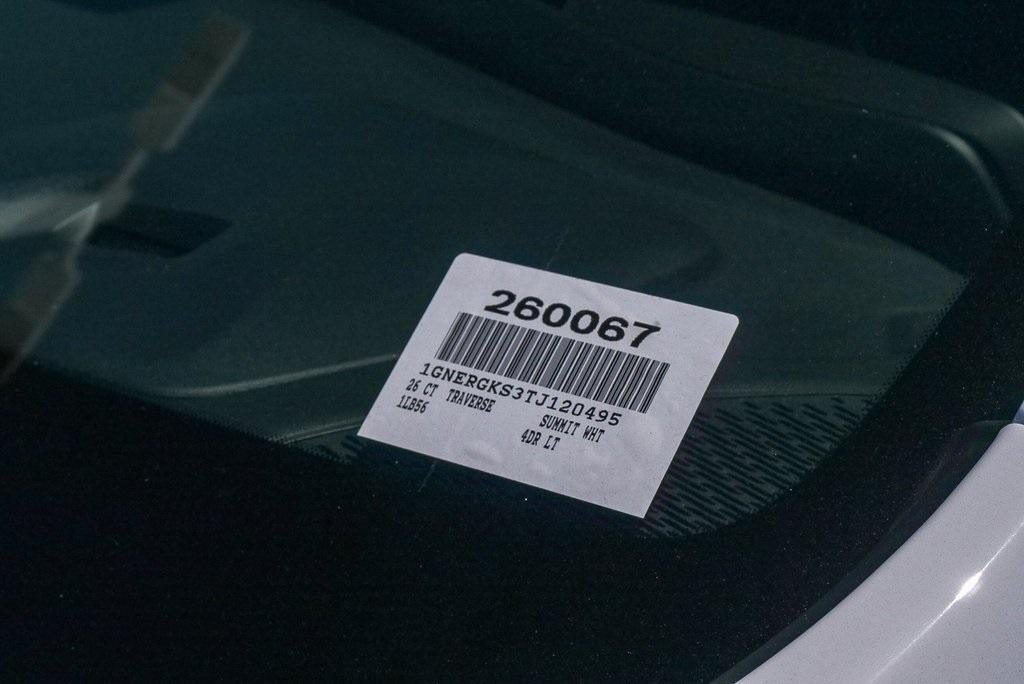 260067
1GNERGKS3TJ120495
26 CT TRAVERSE SUMMIT WHT
1LB56 4DR LT